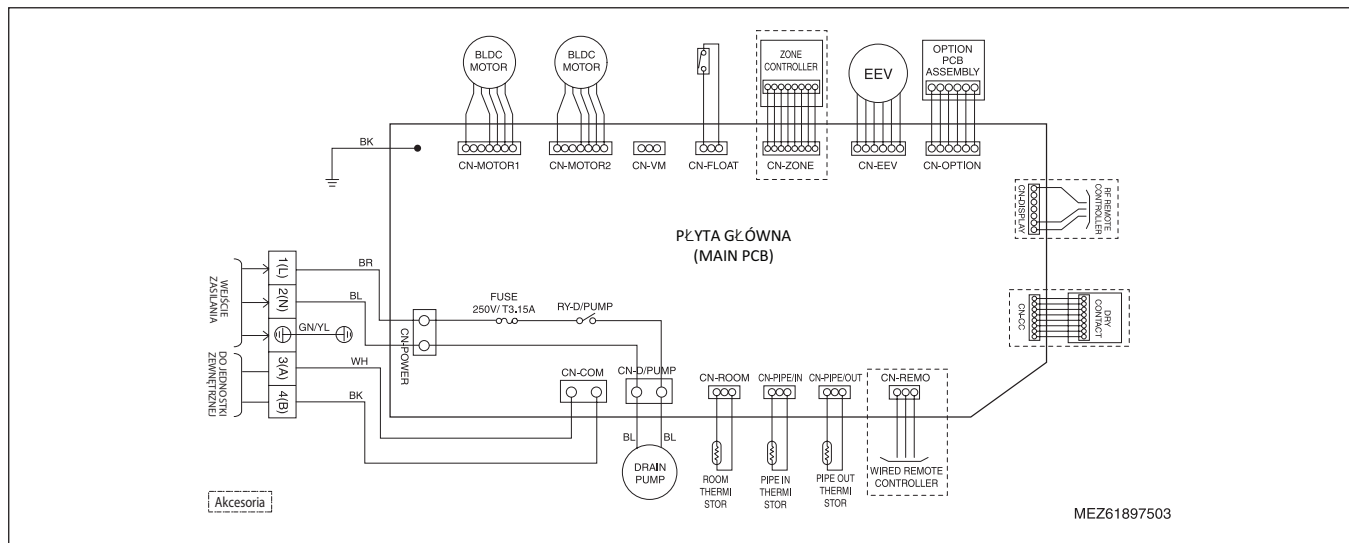 BLDC
MOTOR
BLDC
MOTOR
ZONE
CONTROLLER
EEV
OPTION
PCB
ASSEMBLY
BK
CN-MOTOR1
CN-MOTOR2
CN-VM
CN-FLOAT
CN-ZONE
CN-EEV
CN-OPTION
CN-DISPLAY
RF REMOTE
CONTROLLER
PŁYTA GŁÓWNA
(MAIN PCB)
WEJŚCIE
ZASILANIA
1(L)
BR
2(N)
BL
GN/YL
FUSE
250V/ T3.15A
RY-D/PUMP
CN-POWER
CN-CC
DRY
CONTACT
DO JEDNOSTKI
ZEWNĘTRZNEJ
3(A)
WH
4(B)
BK
CN-COM
CN-D/PUMP
CN-ROOM
CN-PIPE/IN
CN-PIPE/OUT
CN-REMO
BL
BL
DRAIN
PUMP
ROOM
THERMI
STOR
PIPE IN
THERMI
STOR
PIPE OUT
THERMI
STOR
WIRED REMOTE
CONTROLLER
Akcesoria
MEZ61897503